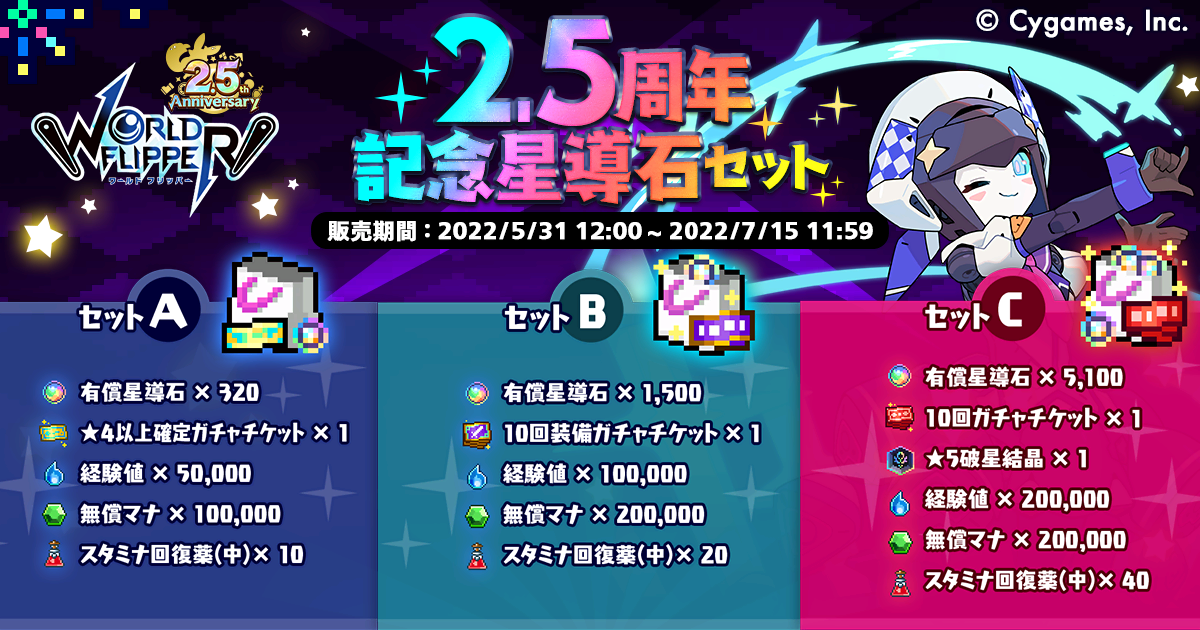 © Cygames, Inc.
2.5th
Anniversary
WORLD
FLIPPER
ワールド フリッパー
2.5周年
記念星導石セット
販売期間：2022/5/31 12:00 ~ 2022/7/15 11:59
セットA
有償星導石 × 320
★4以上確定ガチャチケット × 1
経験値 × 50,000
無償マナ × 100,000
スタミナ回復薬(中)× 10
セットB
有償星導石 × 1,500
10回装備ガチャチケット × 1
経験値 × 100,000
無償マナ × 200,000
スタミナ回復薬(中)× 20
セットC
有償星導石 × 5,100
10回ガチャチケット × 1
★5破星結晶 × 1
経験値 × 200,000
無償マナ × 200,000
スタミナ回復薬(中)× 40